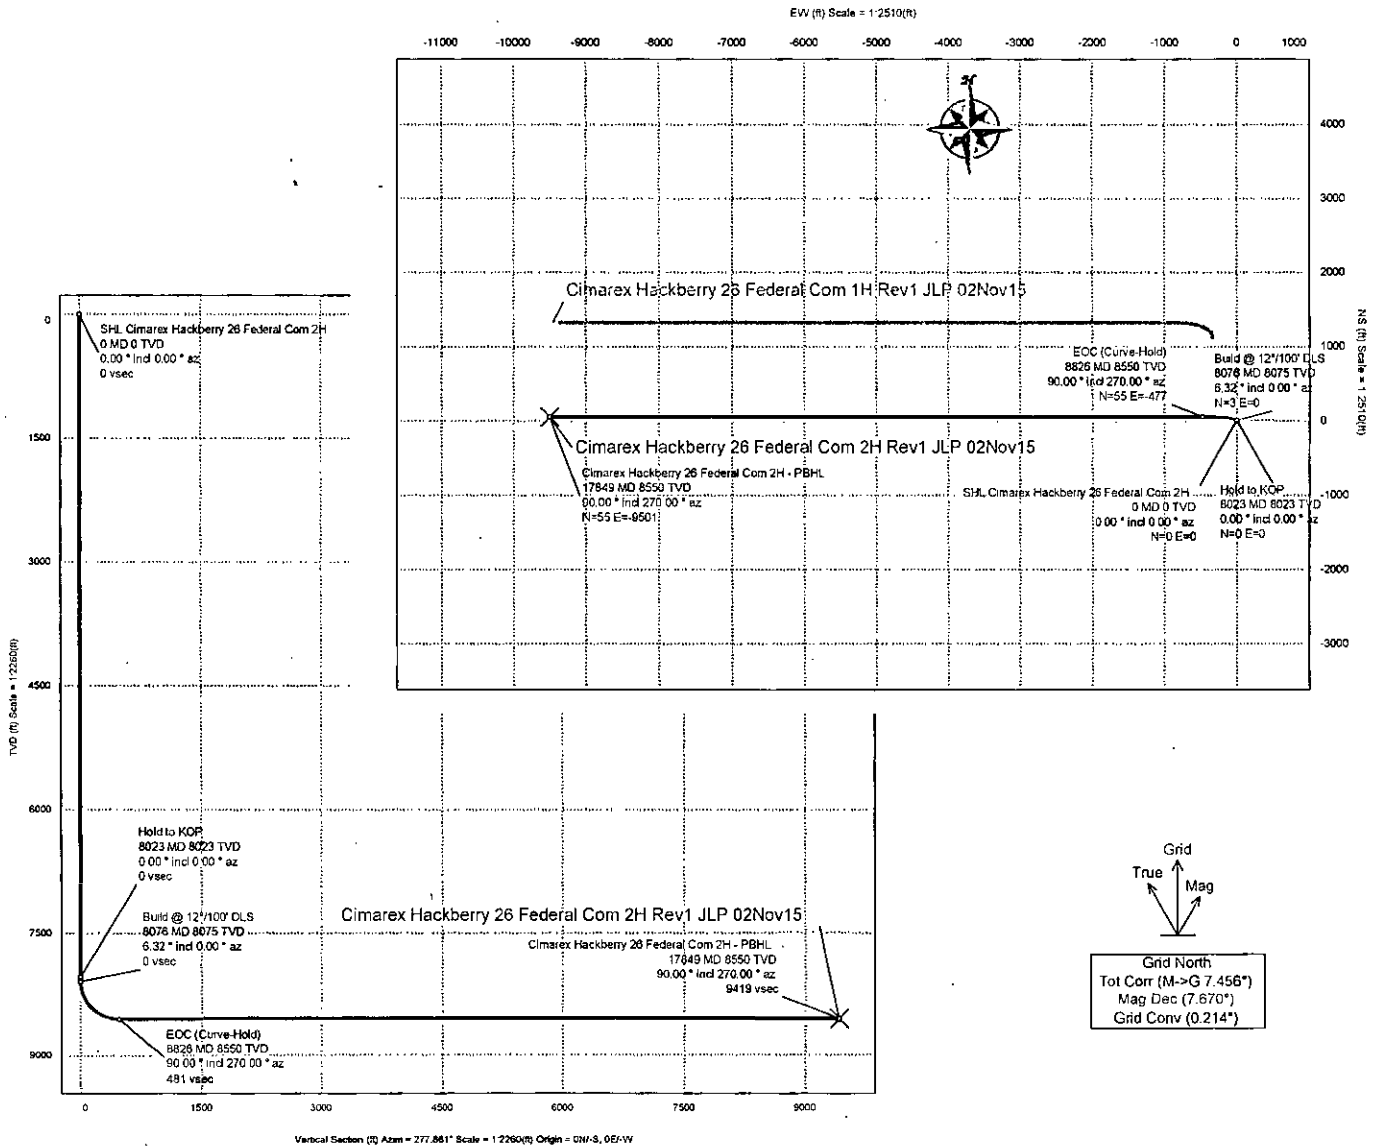 EW (ft) Scale = 1:2510(ft)
-11000 -10000 -9000 -8000 -7000 -6000 -5000 -4000 -3000 -2000 -1000 0 1000
N
4000
3000
2000
1000
0
-1000
-2000
-3000
NS (ft) Scale = 1:2510(ft)
Cimarex Hackberry 26 Federal Com 1H Rev1 JLP 02Nov15
EOC (Curve-Hold)
8826 MD 8550 TVD
90.00 ° incl 270.00 ° az
N=55 E=-477
Build @ 12°/100' DLS
8076 MD 8075 TVD
6.32 ° incl 0.00 ° az
N=3 E=0
Cimarex Hackberry 26 Federal Com 2H Rev1 JLP 02Nov15
Cimarex Hackberry 26 Federal Com 2H - PBHL
17849 MD 8550 TVD
90.00 ° incl 270.00 ° az
N=55 E=-9501
SHL Cimarex Hackberry 26 Federal Com 2H
0 MD 0 TVD
0.00 ° incl 0.00 ° az
N=0 E=0
Hold to KOP
8023 MD 8023 TVD
0.00 ° incl 0.00 ° az
N=0 E=0
TVD (ft) Scale = 1:2260(ft)
0
1500
3000
4500
6000
7500
9000
SHL Cimarex Hackberry 26 Federal Com 2H
0 MD 0 TVD
0.00 ° incl 0.00 ° az
0 vsec
Hold to KOP
8023 MD 8023 TVD
0.00 ° incl 0.00 ° az
0 vsec
Build @ 12°/100' DLS
8076 MD 8075 TVD
6.32 ° incl 0.00 ° az
0 vsec
Cimarex Hackberry 26 Federal Com 2H Rev1 JLP 02Nov15
Cimarex Hackberry 26 Federal Com 2H - PBHL
17849 MD 8550 TVD
90.00 ° incl 270.00 ° az
9419 vsec
EOC (Curve-Hold)
8826 MD 8550 TVD
90.00 ° incl 270.00 ° az
481 vsec
0 1500 3000 4500 6000 7500 9000
Vertical Section (ft) Azim = 277.861° Scale = 1:2260(ft) Origin = 0N/-S, 0E/-W
Grid
True
Mag
Grid North
Tot Corr (M->G 7.456°)
Mag Dec (7.670°)
Grid Conv (0.214°)